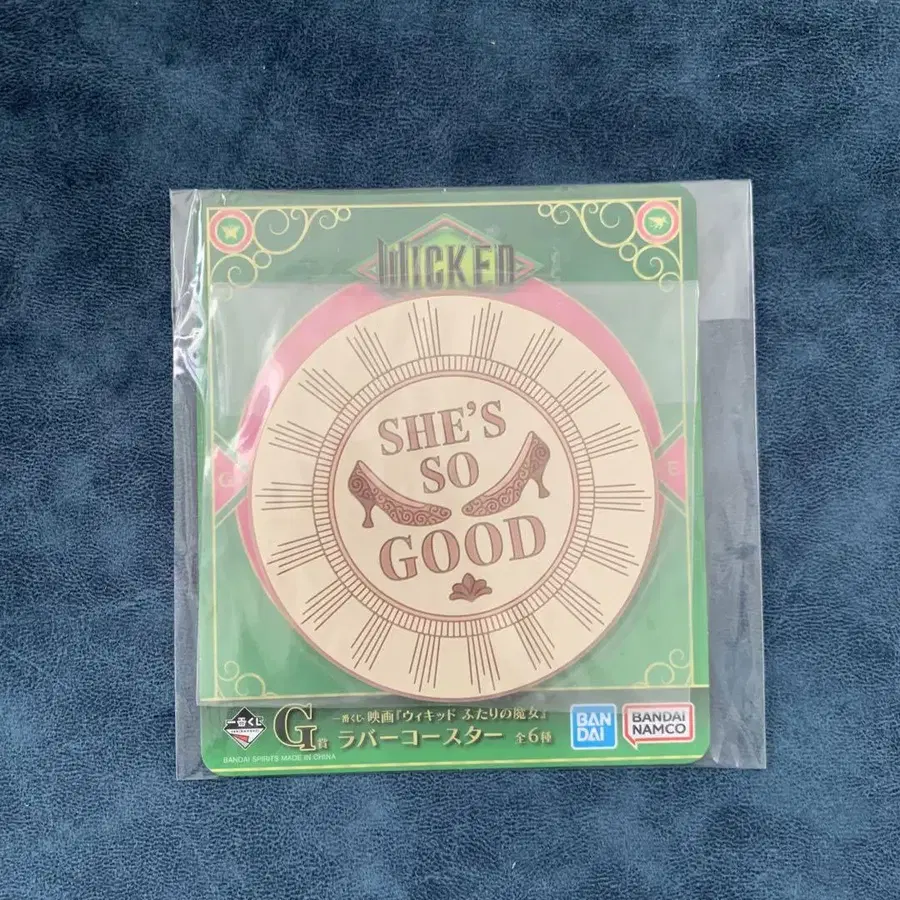 WICKED
SHE'S
SO
GOOD
G
E
一番くじ
G賞
一番くじ 映画『ウィキッド ふたりの魔女』
ラバーコースター 全6種
BAN
DAI
BANDAI
NAMCO
BANDAI SPIRITS MADE IN CHINA